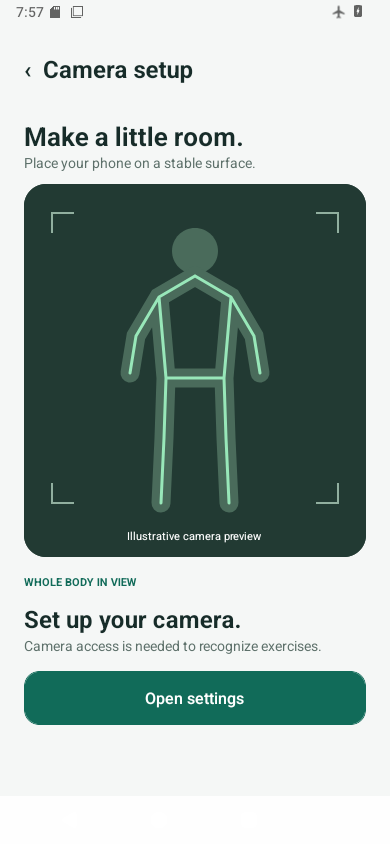 7:57
‹ Camera setup
Make a little room.
Place your phone on a stable surface.
Illustrative camera preview
WHOLE BODY IN VIEW
Set up your camera.
Camera access is needed to recognize exercises.
Open settings